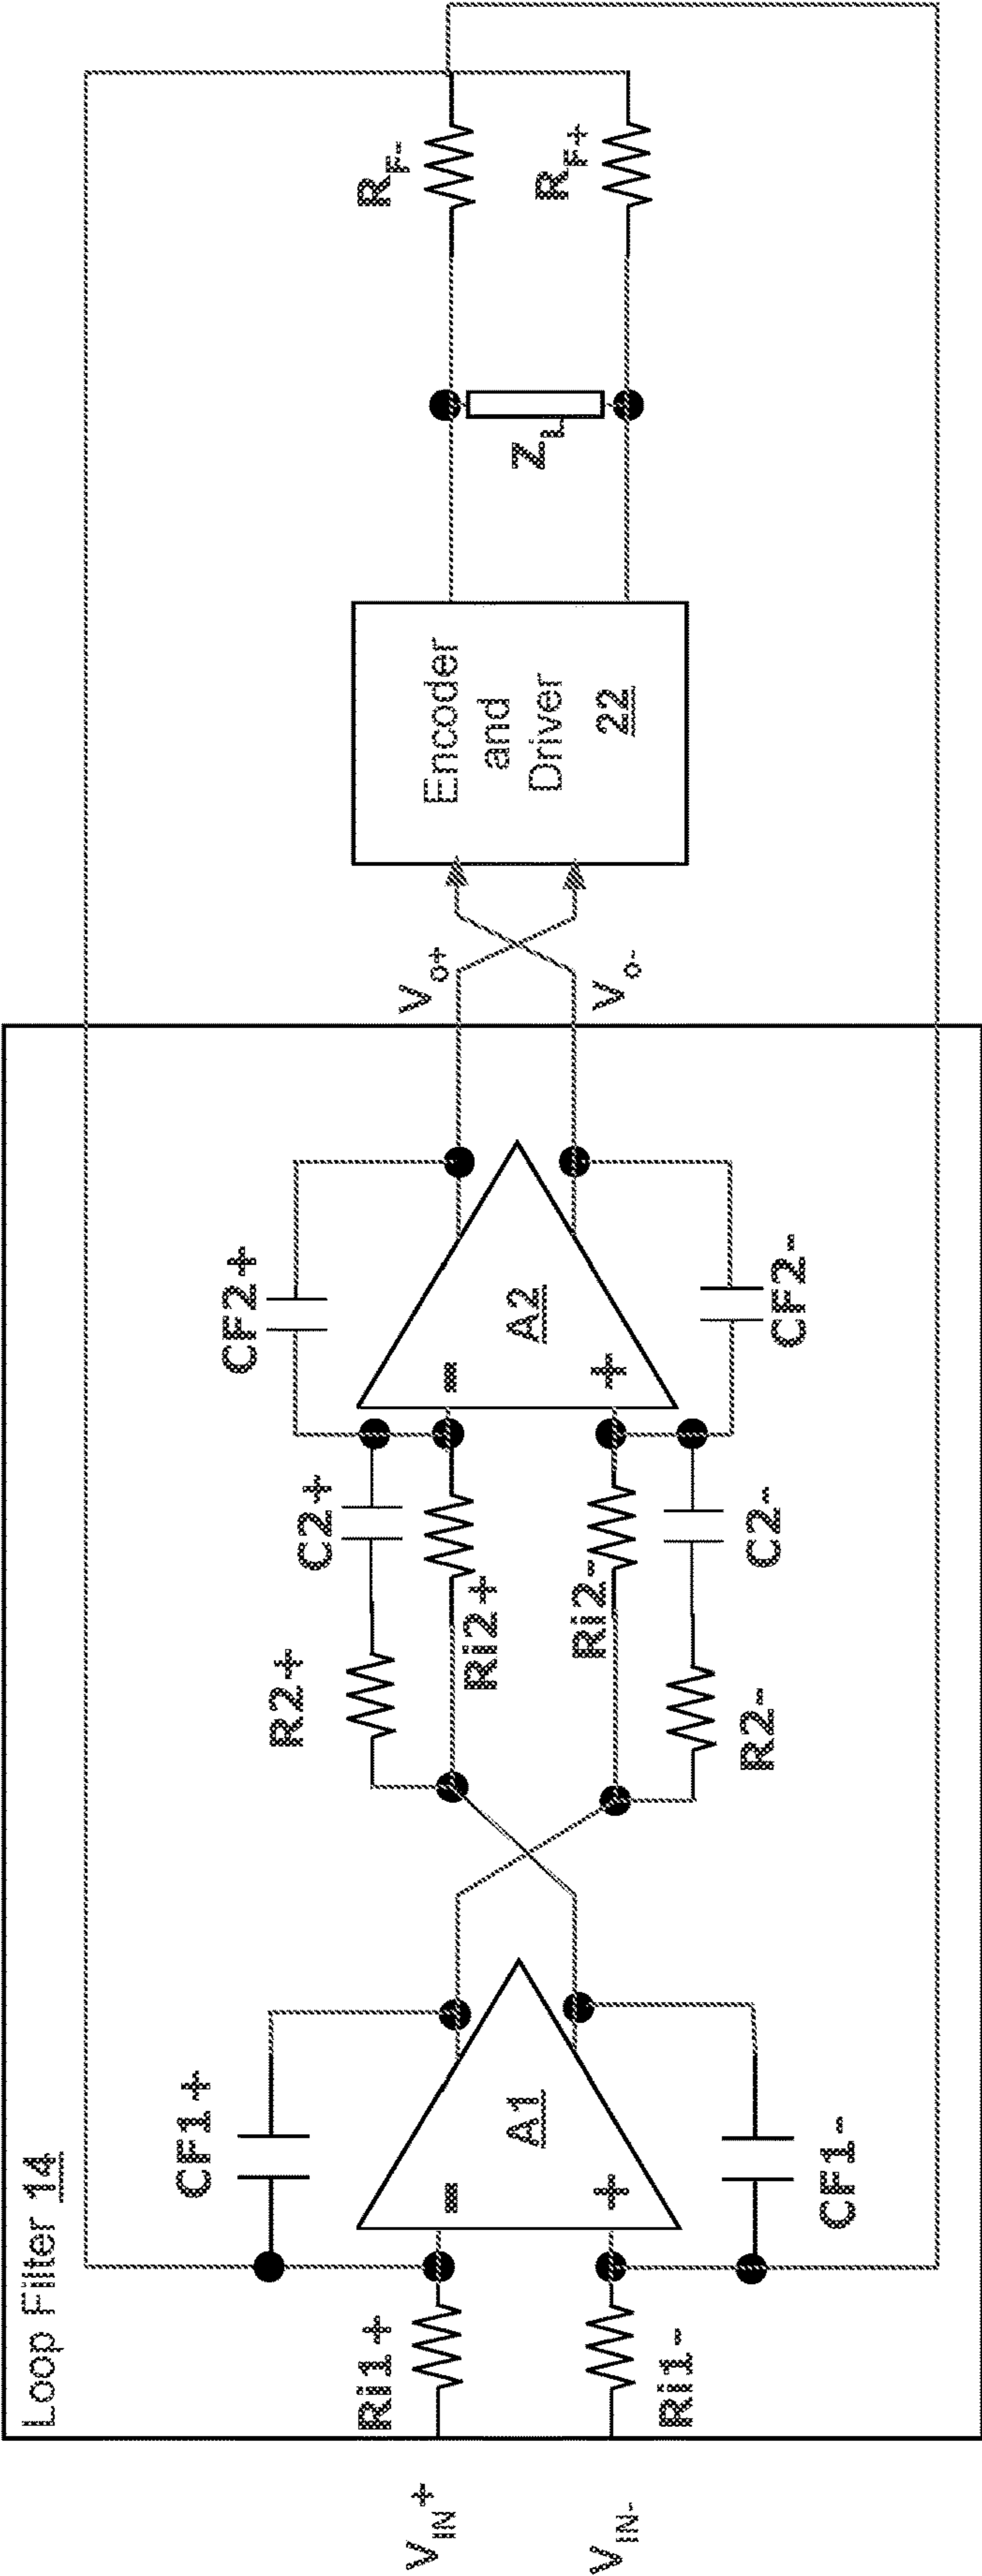 Loop Filter 14
CF1+
CF2+
R2+
C2+
Ri1+
Ri2+
VIN+
VIN-
Ri1-
Ri2-
R2-
C2-
CF1-
CF2-
A1
-
+
A2
-
+
VO+
VO-
Encoder
and
Driver
22
ZL
RF-
RF+